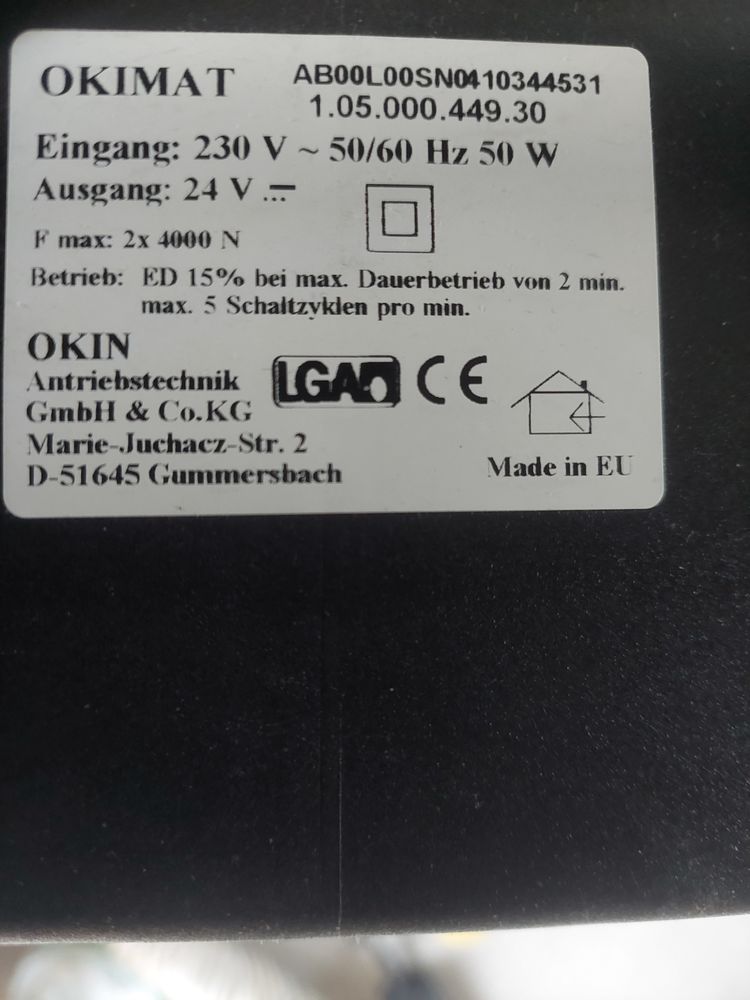 OKIMAT AB00L00SN0410344531
1.05.000.449.30
Eingang: 230 V ~ 50/60 Hz 50 W
Ausgang: 24 V ⎓
F max: 2x 4000 N
Betrieb: ED 15% bei max. Dauerbetrieb von 2 min.
max. 5 Schaltzyklen pro min.
OKIN
Antriebstechnik
GmbH & Co.KG
Marie-Juchacz-Str. 2
D-51645 Gummersbach
LGA
CE
Made in EU